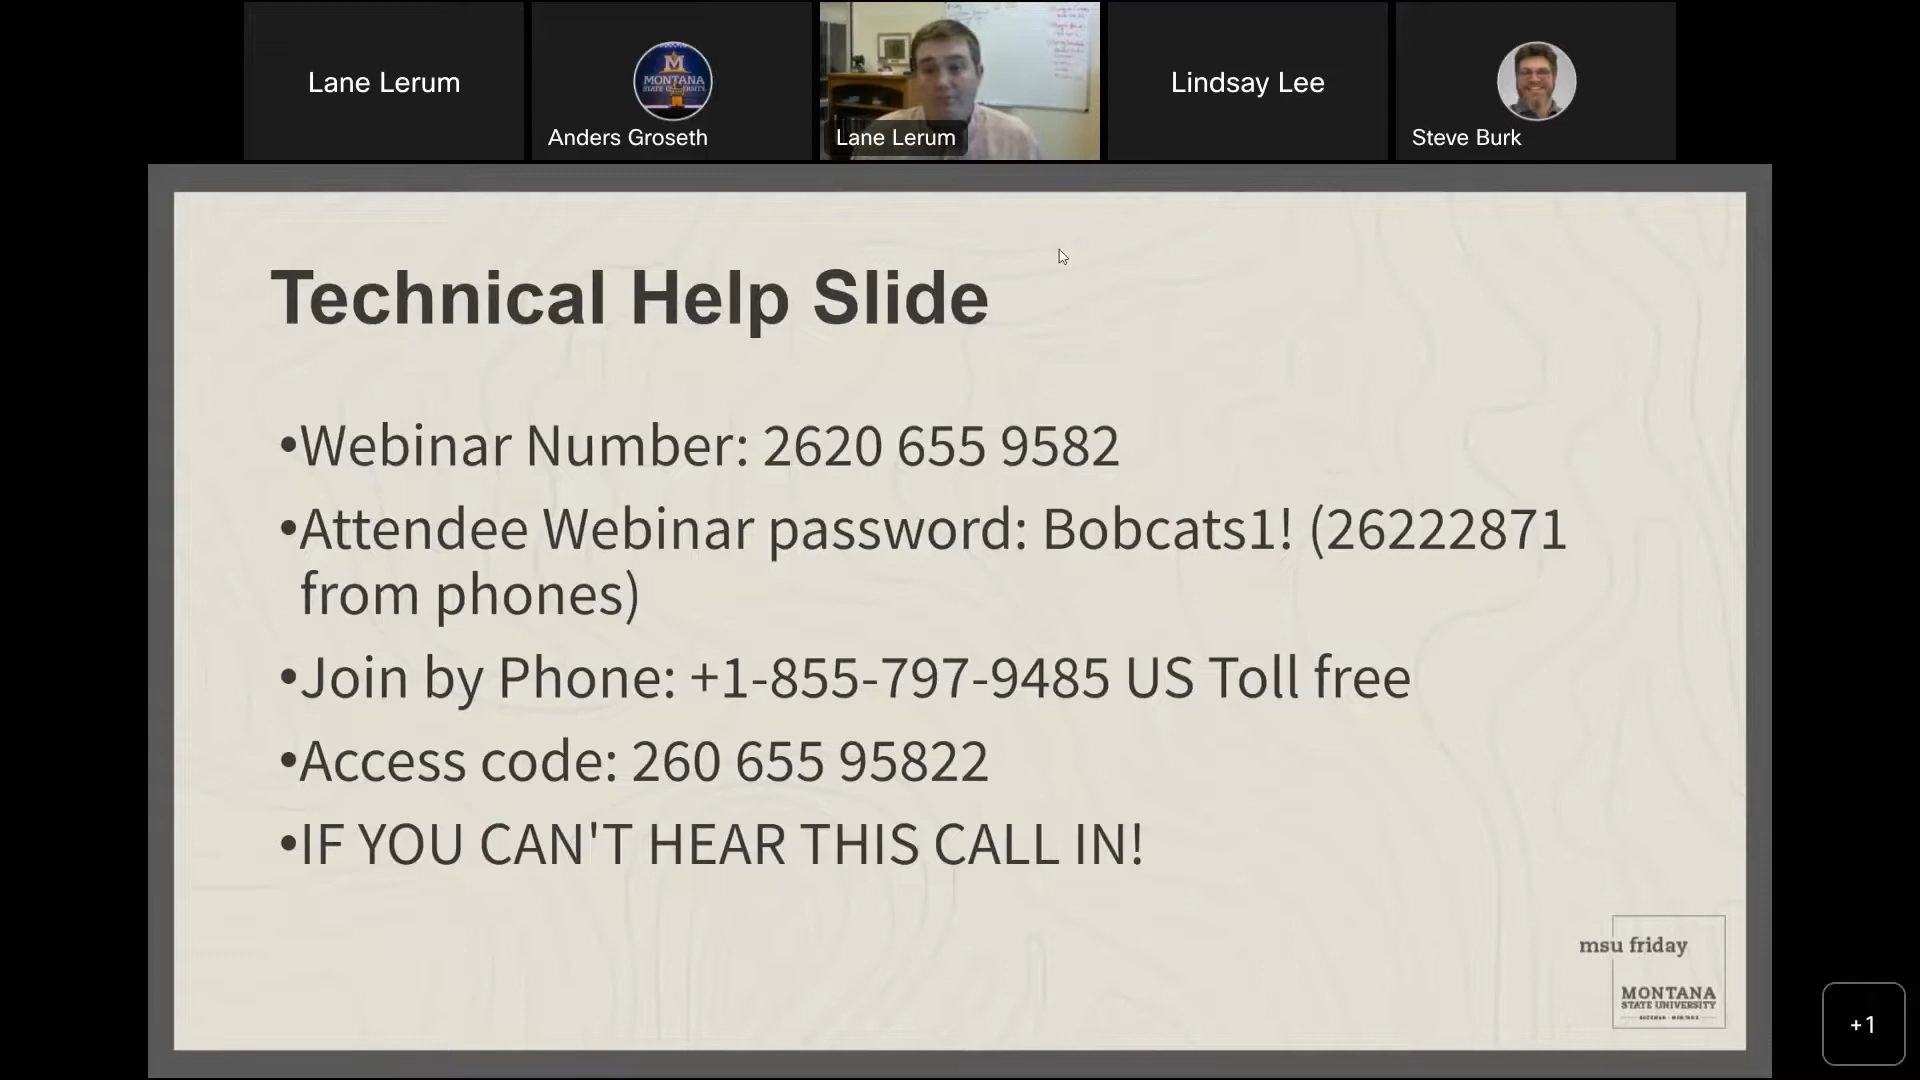 Lane Lerum
MONTANA
Anders Groseth
Lane Lerum
Lindsay Lee
Steve Burk
Technical Help Slide
•Webinar Number: 2620 655 9582
•Attendee Webinar password: Bobcats1! (26222871
from phones)
•Join by Phone: +1-855-797-9485 US Toll free
•Access code: 260 655 95822
•IF YOU CAN'T HEAR THIS CALL IN!
msu friday
MONTANA
STATE UNIVERSITY
+1